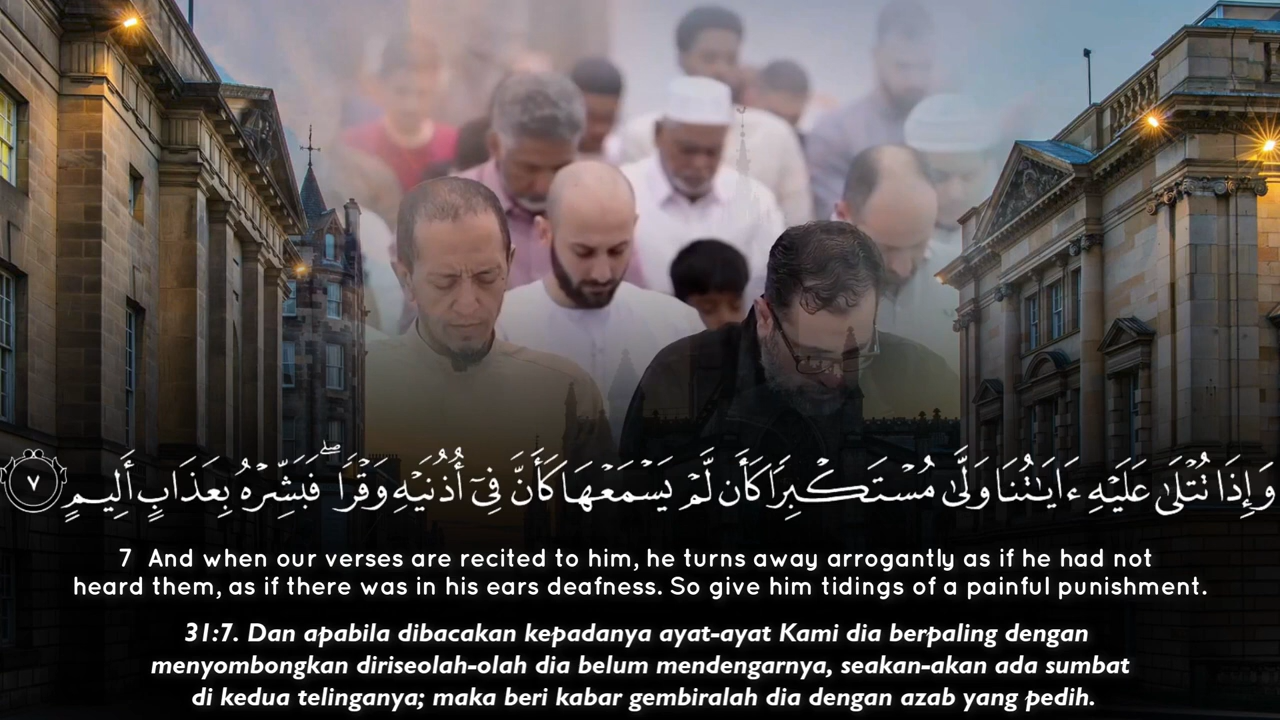 وَإِذَا تُتْلَىٰ عَلَيْهِ ءَايَـٰتُنَا وَلَّىٰ مُسْتَكْبِرًا كَأَن لَّمْ يَسْمَعْهَا كَأَنَّ فِىٓ أُذُنَيْهِ وَقْرًا ۖ فَبَشِّرْهُ بِعَذَابٍ أَلِيمٍ ٧
7 And when our verses are recited to him, he turns away arrogantly as if he had not
heard them, as if there was in his ears deafness. So give him tidings of a painful punishment.
31:7. Dan apabila dibacakan kepadanya ayat-ayat Kami dia berpaling dengan
menyombongkan diriseolah-olah dia belum mendengarnya, seakan-akan ada sumbat
di kedua telinganya; maka beri kabar gembiralah dia dengan azab yang pedih.